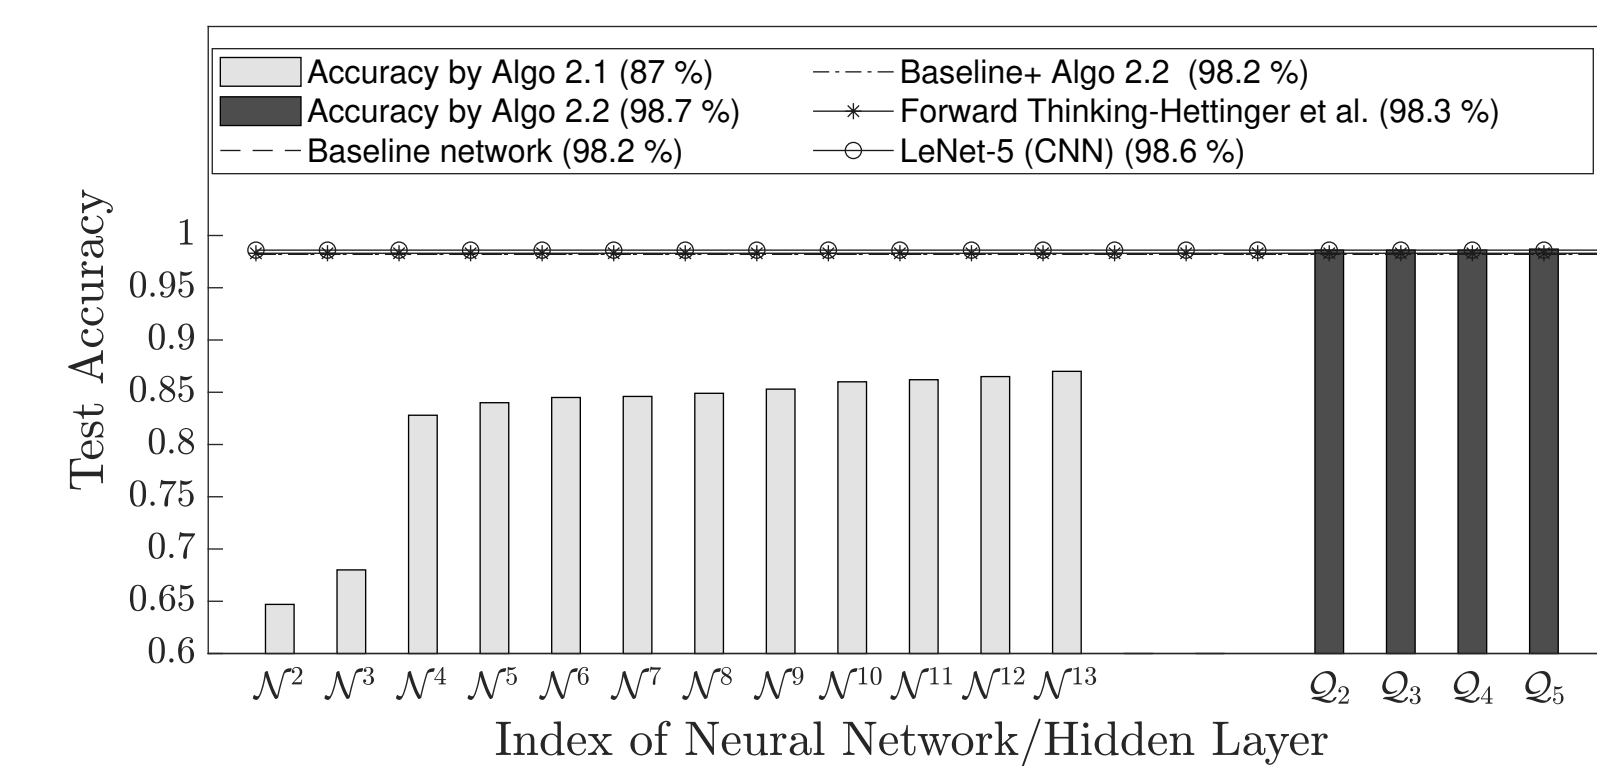 Accuracy by Algo 2.1 (87 %)
Accuracy by Algo 2.2 (98.7 %)
Baseline network (98.2 %)
Baseline+ Algo 2.2 (98.2 %)
Forward Thinking-Hettinger et al. (98.3 %)
LeNet-5 (CNN) (98.6 %)
Test Accuracy
1
0.95
0.9
0.85
0.8
0.75
0.7
0.65
0.6
𝒩² 𝒩³ 𝒩⁴ 𝒩⁵ 𝒩⁶ 𝒩⁷ 𝒩⁸ 𝒩⁹ 𝒩¹⁰ 𝒩¹¹ 𝒩¹² 𝒩¹³ 𝒬₂ 𝒬₃ 𝒬₄ 𝒬₅
Index of Neural Network/Hidden Layer